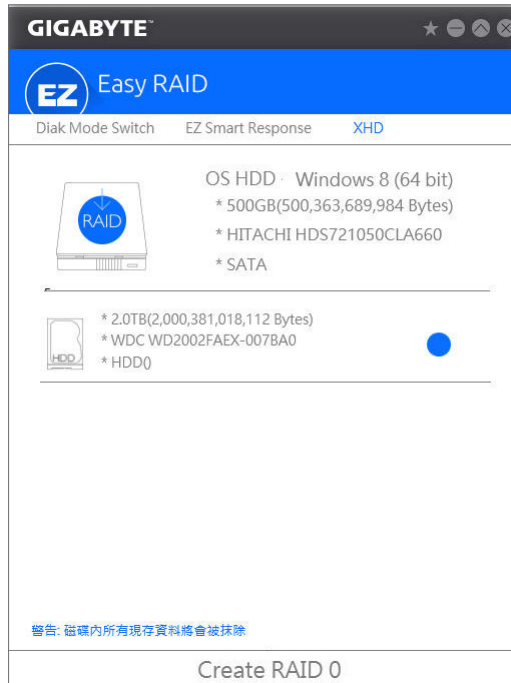 GIGABYTE™
EZ Easy RAID
Diak Mode Switch EZ Smart Response XHD
RAID
OS HDD · Windows 8 (64 bit)
* 500GB(500,363,689,984 Bytes)
* HITACHI HDS721050CLA660
* SATA
HDD
* 2.0TB(2,000,381,018,112 Bytes)
* WDC WD2002FAEX-007BA0
* HDD()
警告: 磁碟內所有現存資料將會被抹除
Create RAID 0